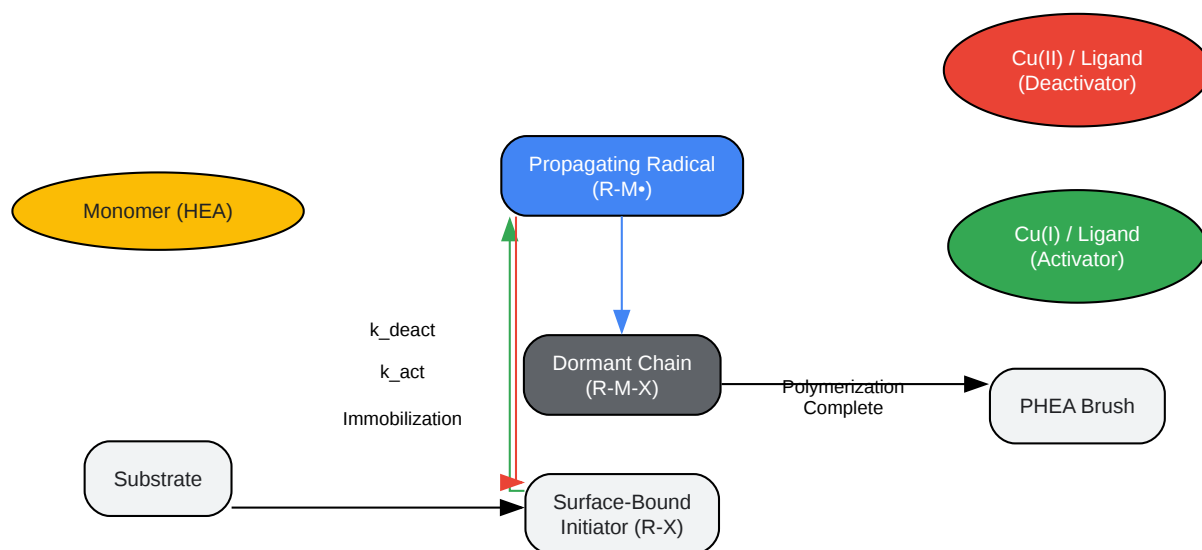 Cu(II) / Ligand
(Deactivator)
Propagating Radical
(R-M•)
Monomer (HEA)
Cu(I) / Ligand
(Activator)
k_deact
k_act
Immobilization
Dormant Chain
(R-M-X)
Polymerization
Complete
PHEA Brush
Substrate
Surface-Bound
Initiator (R-X)